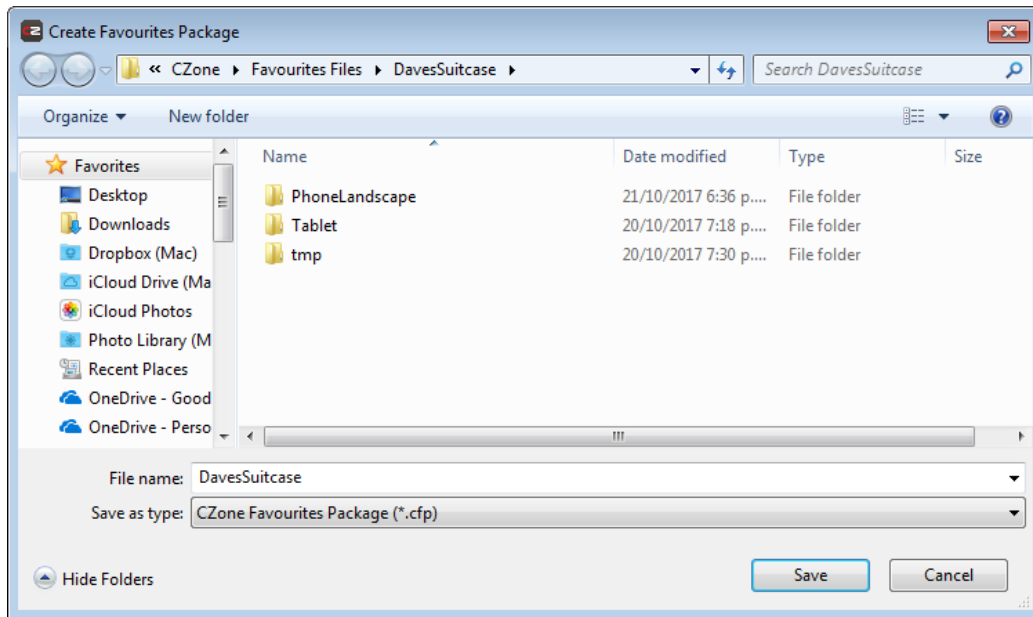 CZ Create Favourites Package
« CZone ▸ Favourites Files ▸ DavesSuitcase ▸ Search DavesSuitcase
Organize New folder
Name Date modified Type Size
Favorites
Desktop
Downloads
Dropbox (Mac)
iCloud Drive (Ma
iCloud Photos
Photo Library (M
Recent Places
OneDrive - Good
OneDrive - Perso
PhoneLandscape 21/10/2017 6:36 p.... File folder
Tablet 20/10/2017 7:18 p.... File folder
tmp 20/10/2017 7:30 p.... File folder
File name: DavesSuitcase
Save as type: CZone Favourites Package (*.cfp)
Hide Folders Save Cancel